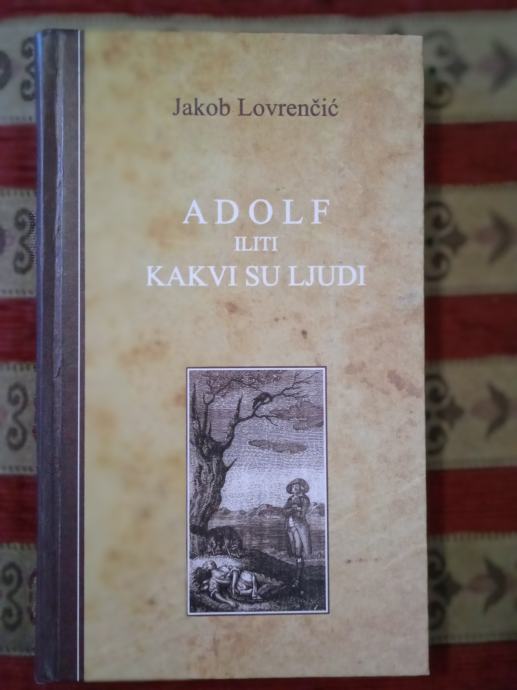 Jakob Lovrenčić
ADOLF
ILITI
KAKVI SU LJUDI